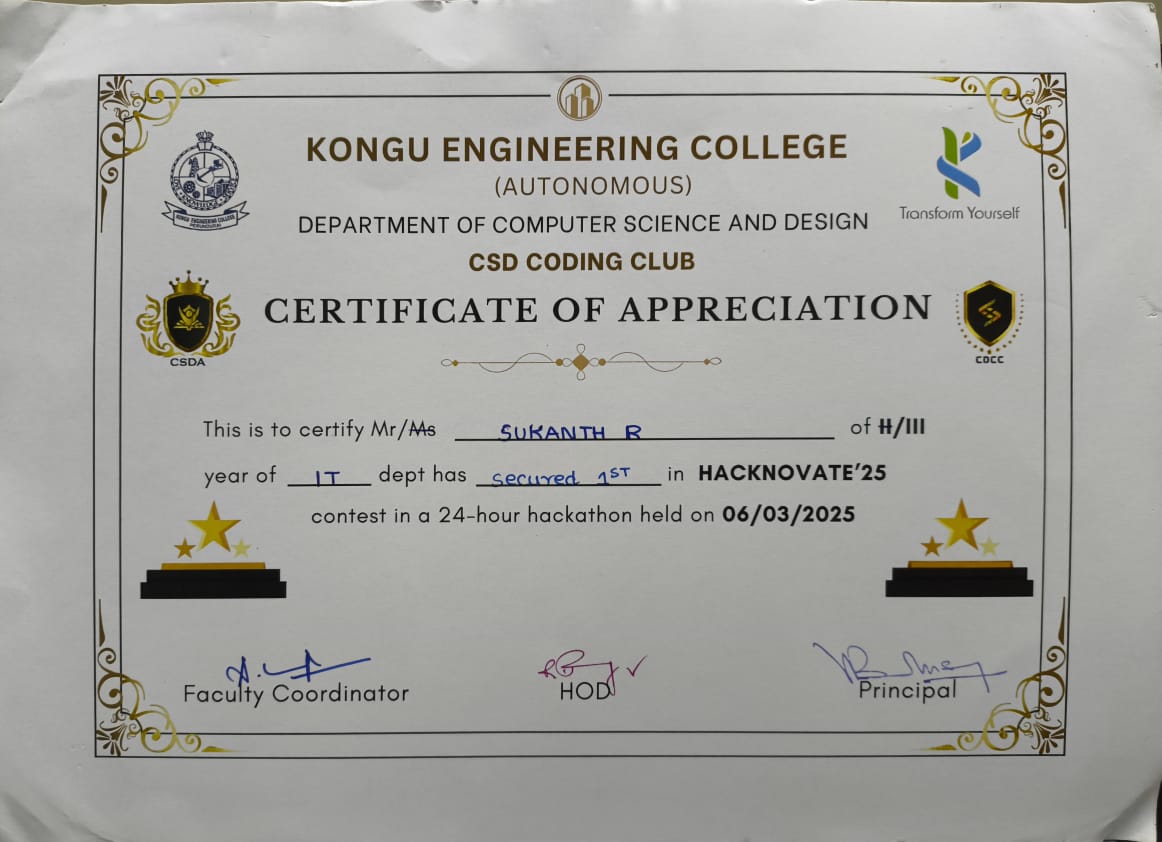 KONGU ENGINEERING COLLEGE
(AUTONOMOUS)
DEPARTMENT OF COMPUTER SCIENCE AND DESIGN
CSD CODING CLUB
CERTIFICATE OF APPRECIATION
KONGU ENGINEERING COLLEGE
PERUNDURAI
Transform Yourself
CSDA
CDCC
This is to certify Mr/Ms SUKANTH R of II/III
year of IT dept has secured 1ST in HACKNOVATE'25
contest in a 24-hour hackathon held on 06/03/2025
Faculty Coordinator
HOD
Principal